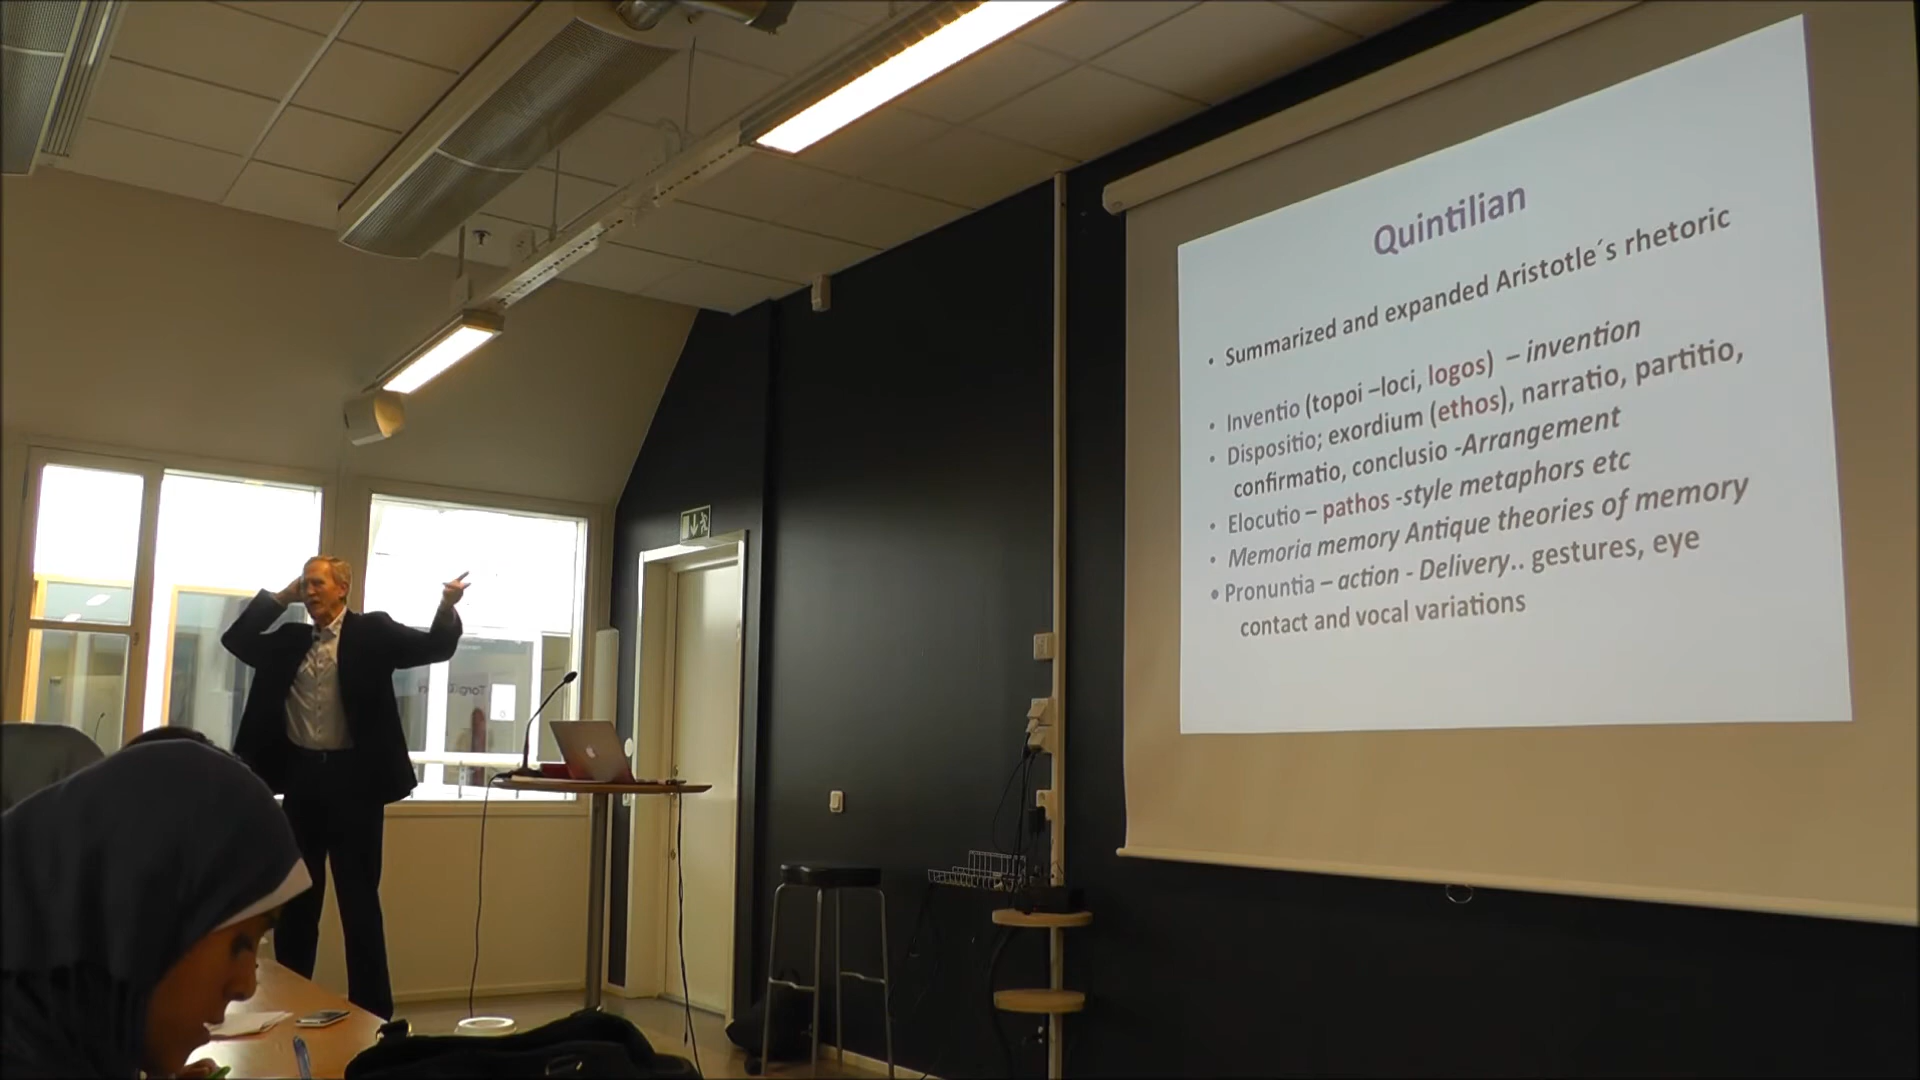 Quintilian
• Summarized and expanded Aristotle´s rhetoric
• Inventio (topoi –loci, logos) – invention
• Dispositio; exordium (ethos), narratio, partitio,
confirmatio, conclusio -Arrangement
• Elocutio – pathos -style metaphors etc
• Memoria memory Antique theories of memory
• Pronuntia – action - Delivery.. gestures, eye
contact and vocal variations